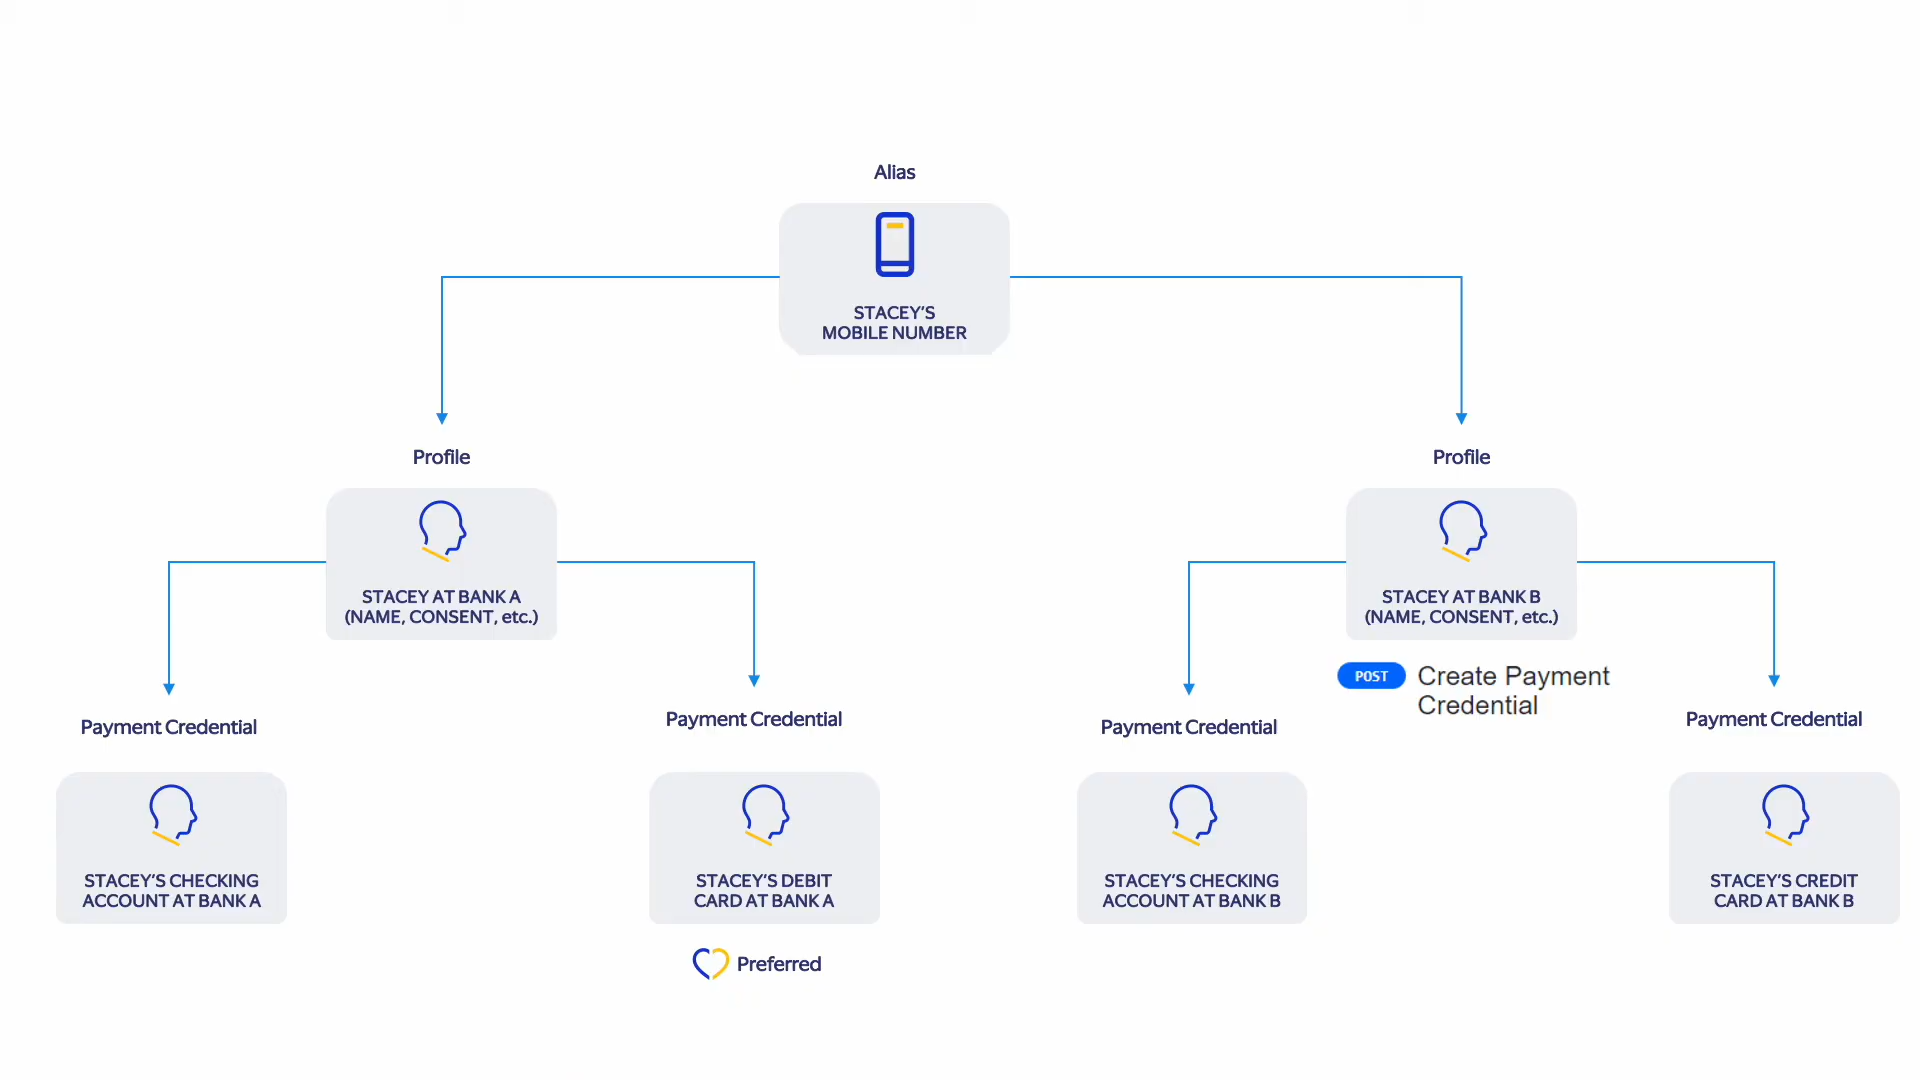 Alias
STACEY’S
MOBILE NUMBER
Profile
STACEY AT BANK A
(NAME, CONSENT, etc.)
Profile
STACEY AT BANK B
(NAME, CONSENT, etc.)
POST Create Payment
Credential
Payment Credential
STACEY’S CHECKING
ACCOUNT AT BANK A
Payment Credential
STACEY’S DEBIT
CARD AT BANK A
Preferred
Payment Credential
STACEY’S CHECKING
ACCOUNT AT BANK B
Payment Credential
STACEY’S CREDIT
CARD AT BANK B